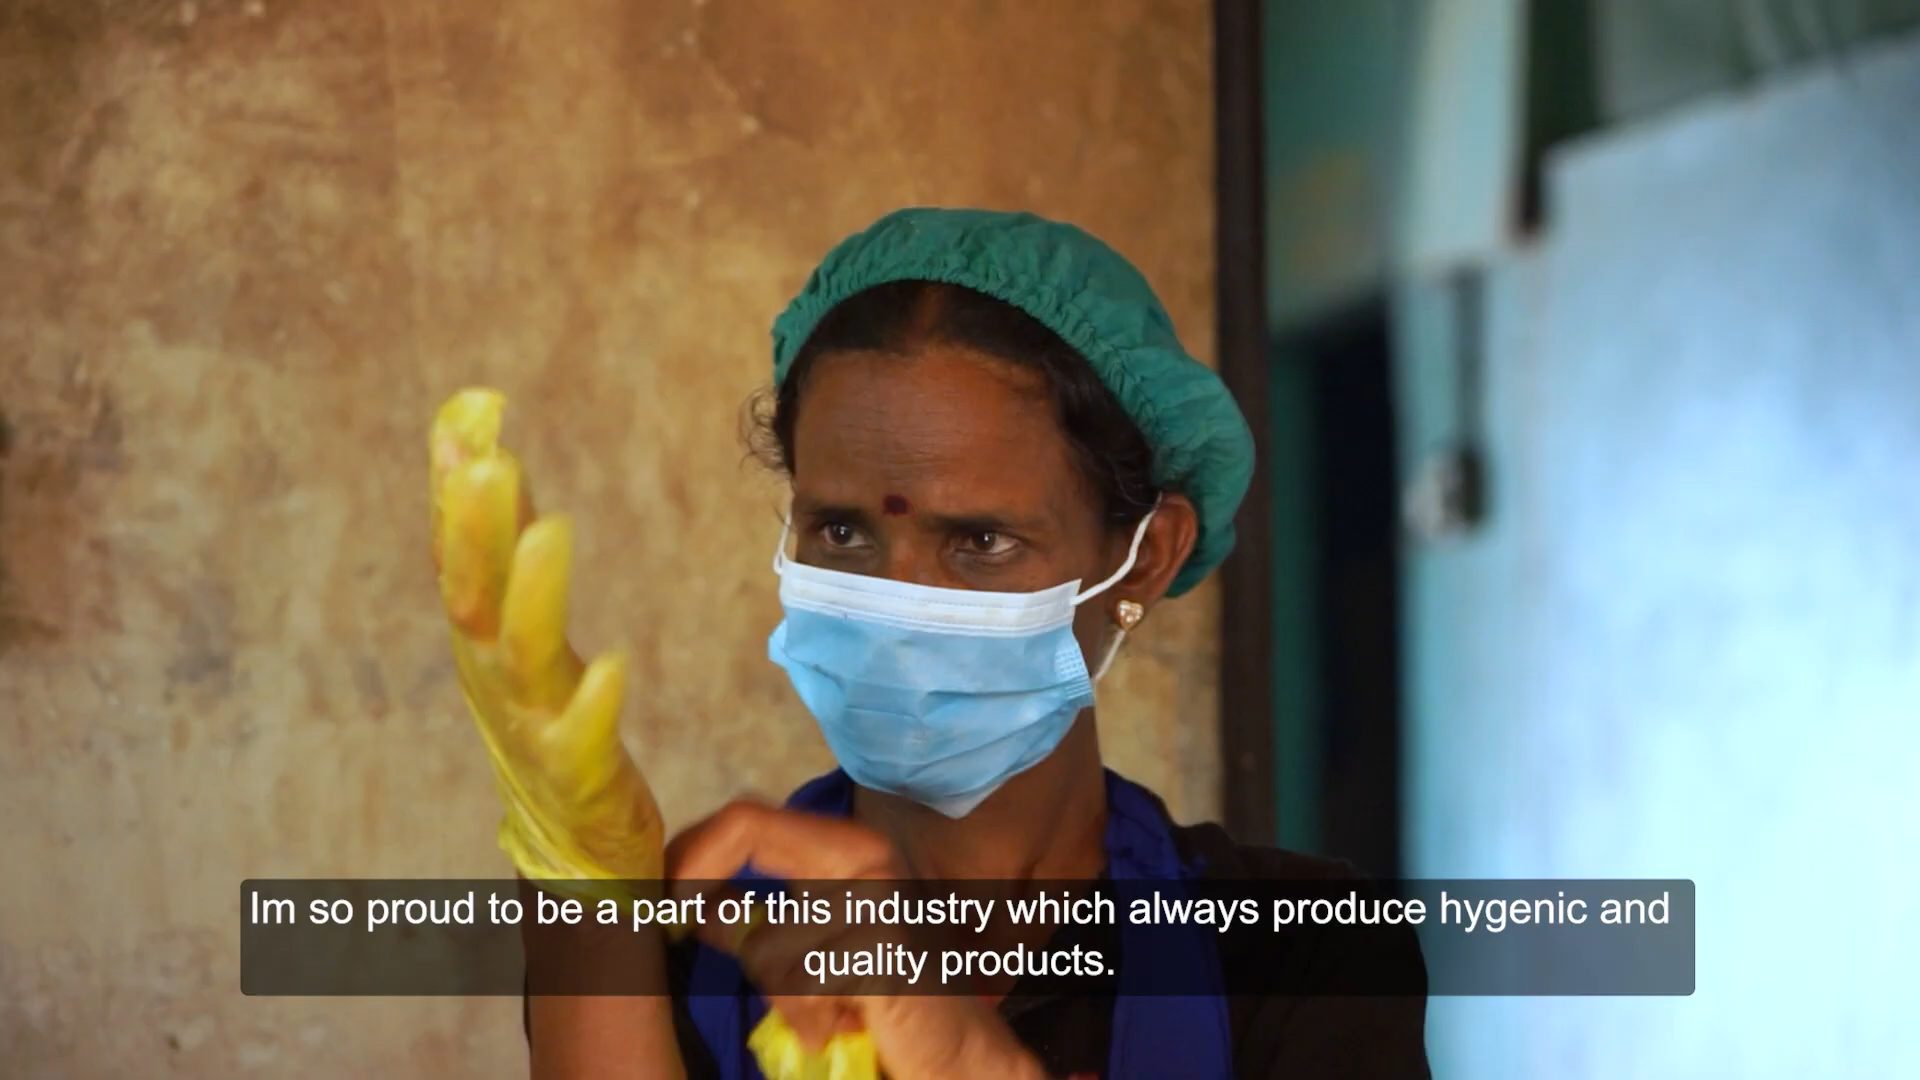 Im so proud to be a part of this industry which always produce hygenic and
quality products.